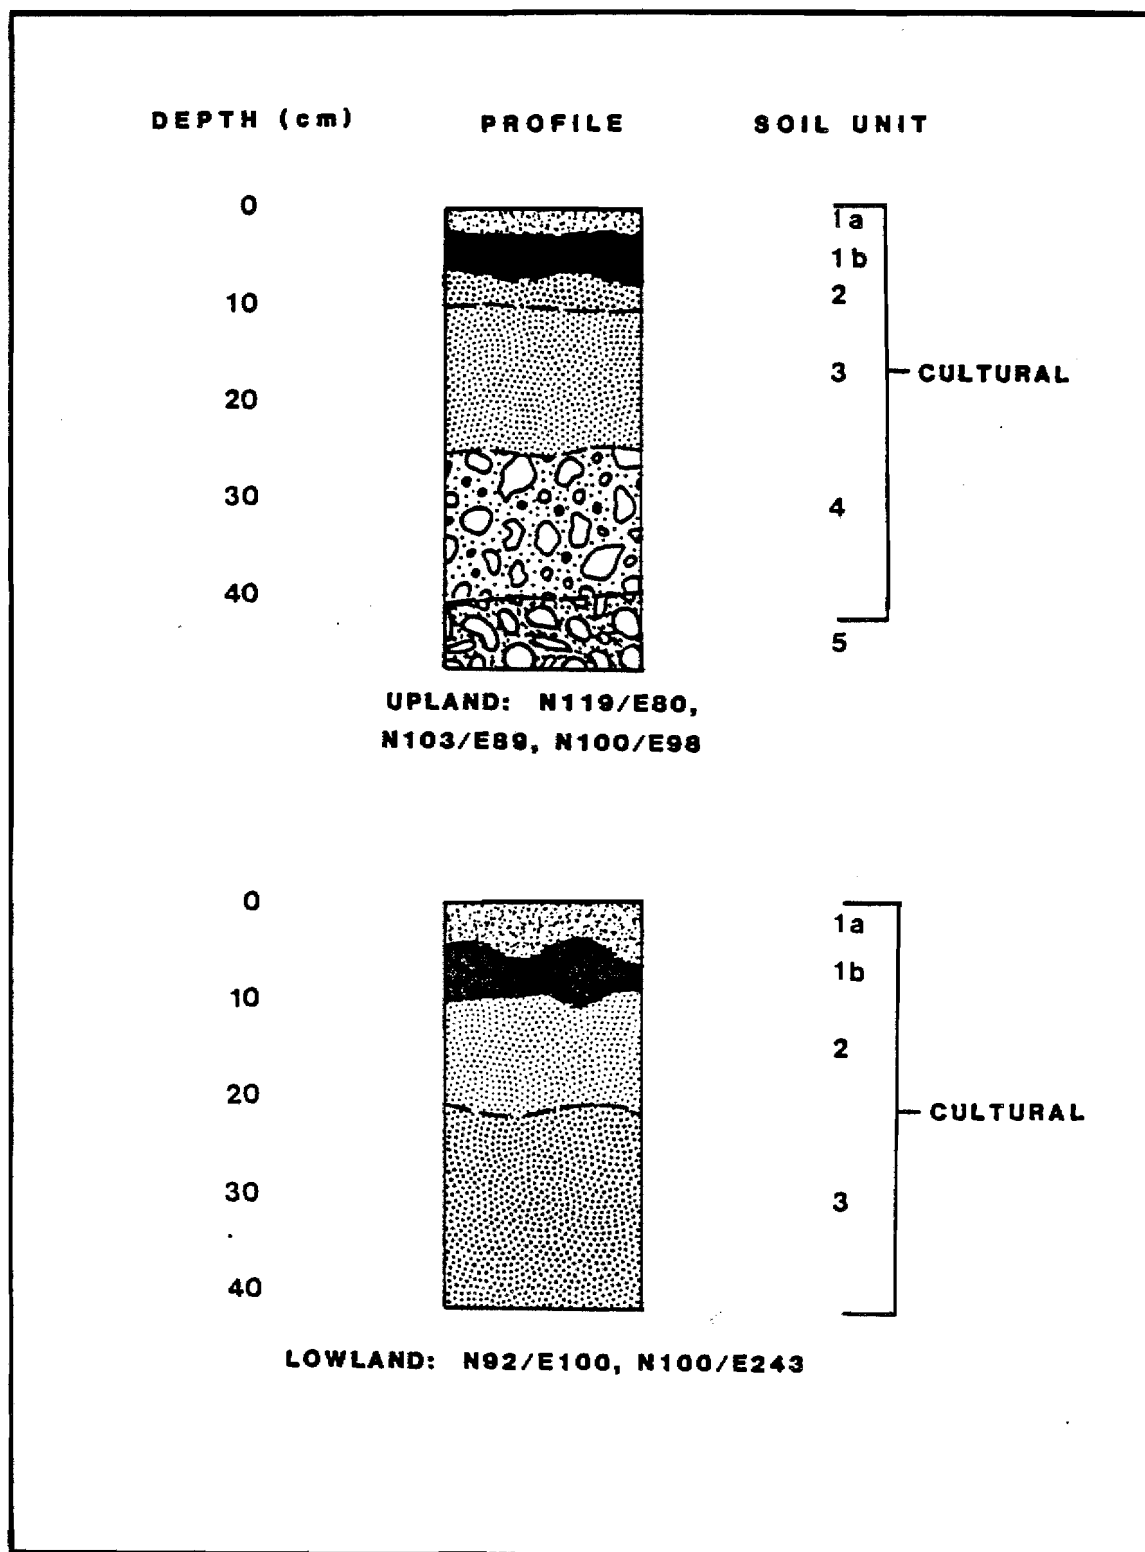 DEPTH (cm) PROFILE SOIL UNIT
0
10
20
30
40
1a
1b
2
3
4
5
CULTURAL
UPLAND: N119/E80,
N103/E89, N100/E98
0
10
20
30
40
1a
1b
2
3
CULTURAL
LOWLAND: N92/E100, N100/E243